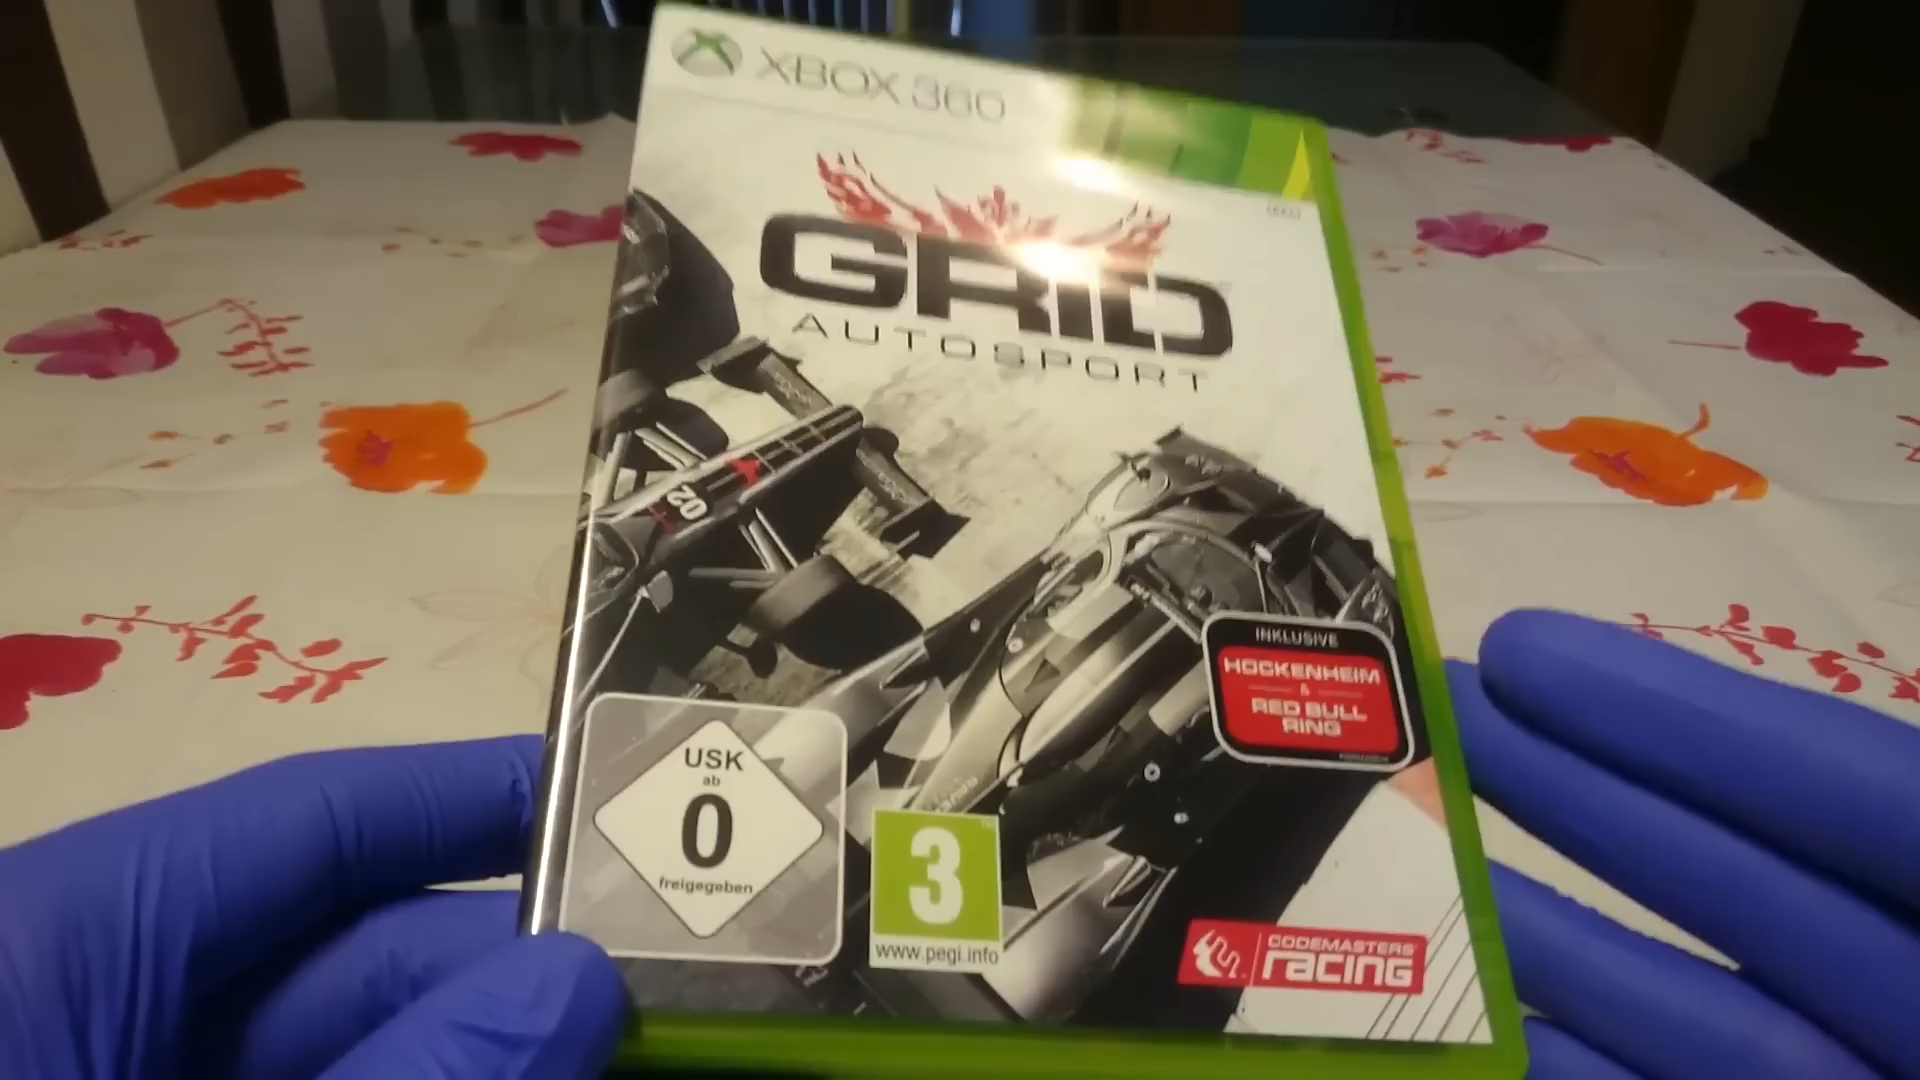 XBOX 360
GRID
AUTOSPORT
02
INKLUSIVE
HOCKENHEIM
&
RED BULL
RING
USK
ab
0
freigegeben
3
www.pegi.info
CODEMASTERS
racing